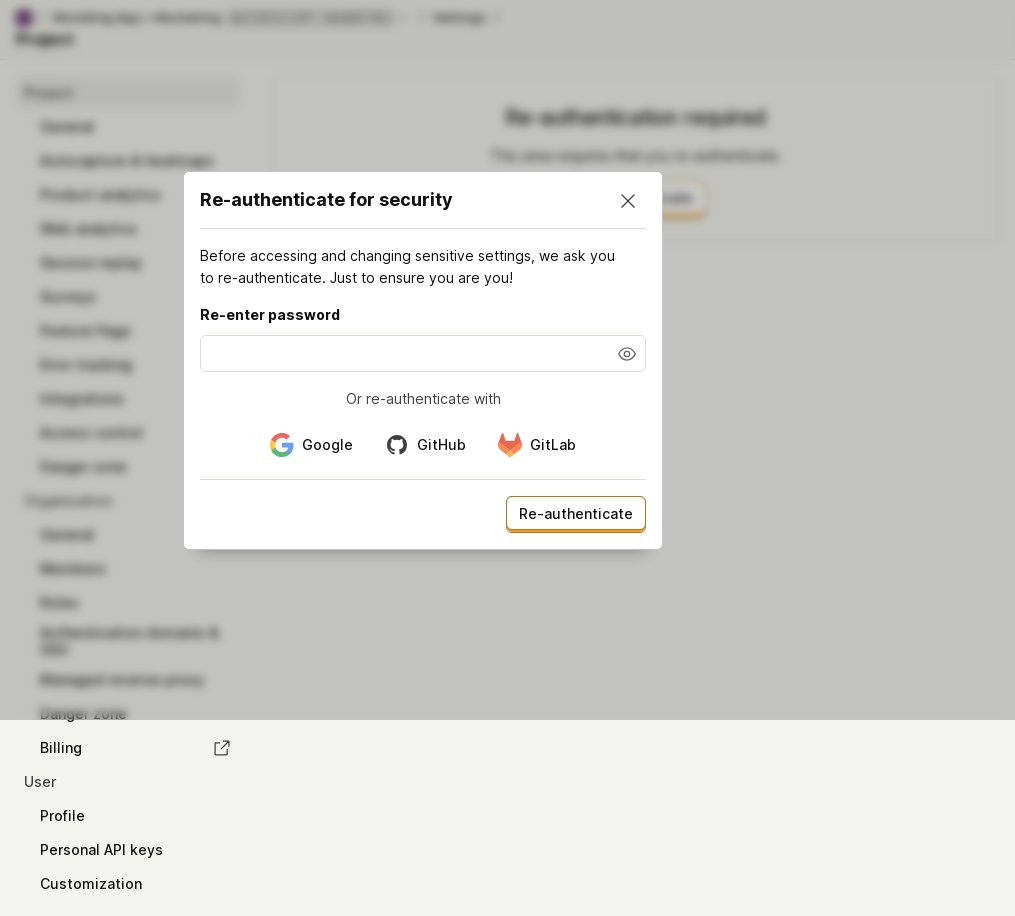 Settings
Project
Project
Re-authentication required
This area requires that you re-authenticate.
General
Autocapture & heatmaps
Product analytics
Web analytics
Session replay
Surveys
Feature flags
Error tracking
Integrations
Access control
Danger zone
Organization
General
Members
Roles
Authentication domains &
SSO
Managed reverse proxy
Danger zone
Billing
User
Profile
Personal API keys
Customization
Re-authenticate for security
Before accessing and changing sensitive settings, we ask you
to re-authenticate. Just to ensure you are you!
Re-enter password
Or re-authenticate with
Google GitHub GitLab
Re-authenticate